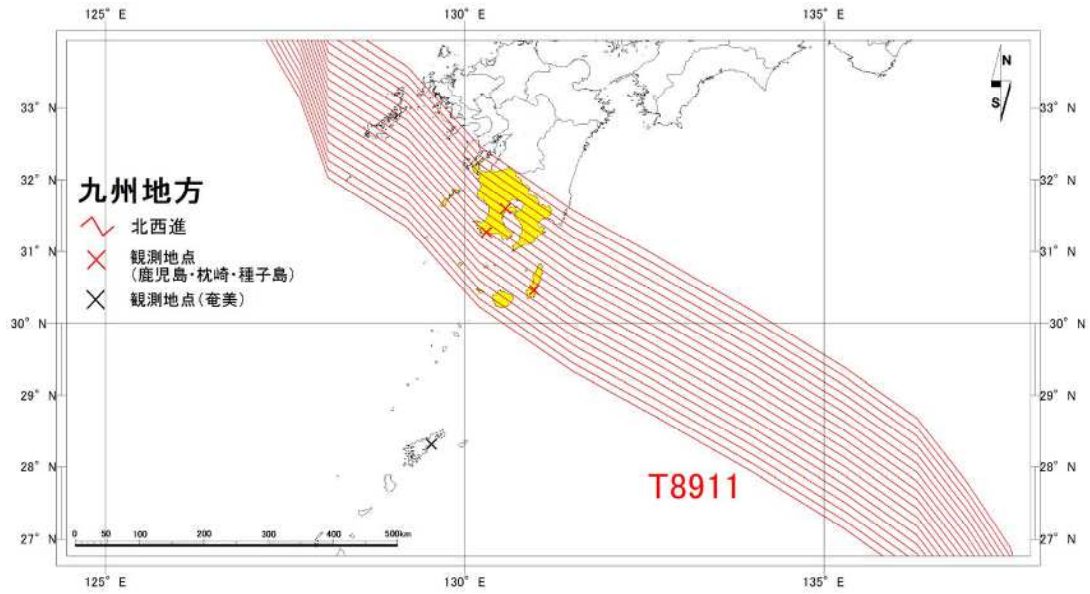 125° E
130° E
135° E
N
S
33° N
33° N
32° N
32° N
31° N
31° N
30° N
30° N
29° N
29° N
28° N
28° N
27° N
27° N
九州地方
北西進
観測地点
(鹿児島・枕崎・種子島)
観測地点(奄美)
T8911
0 50 100 200 300 400 500km
125° E
130° E
135° E